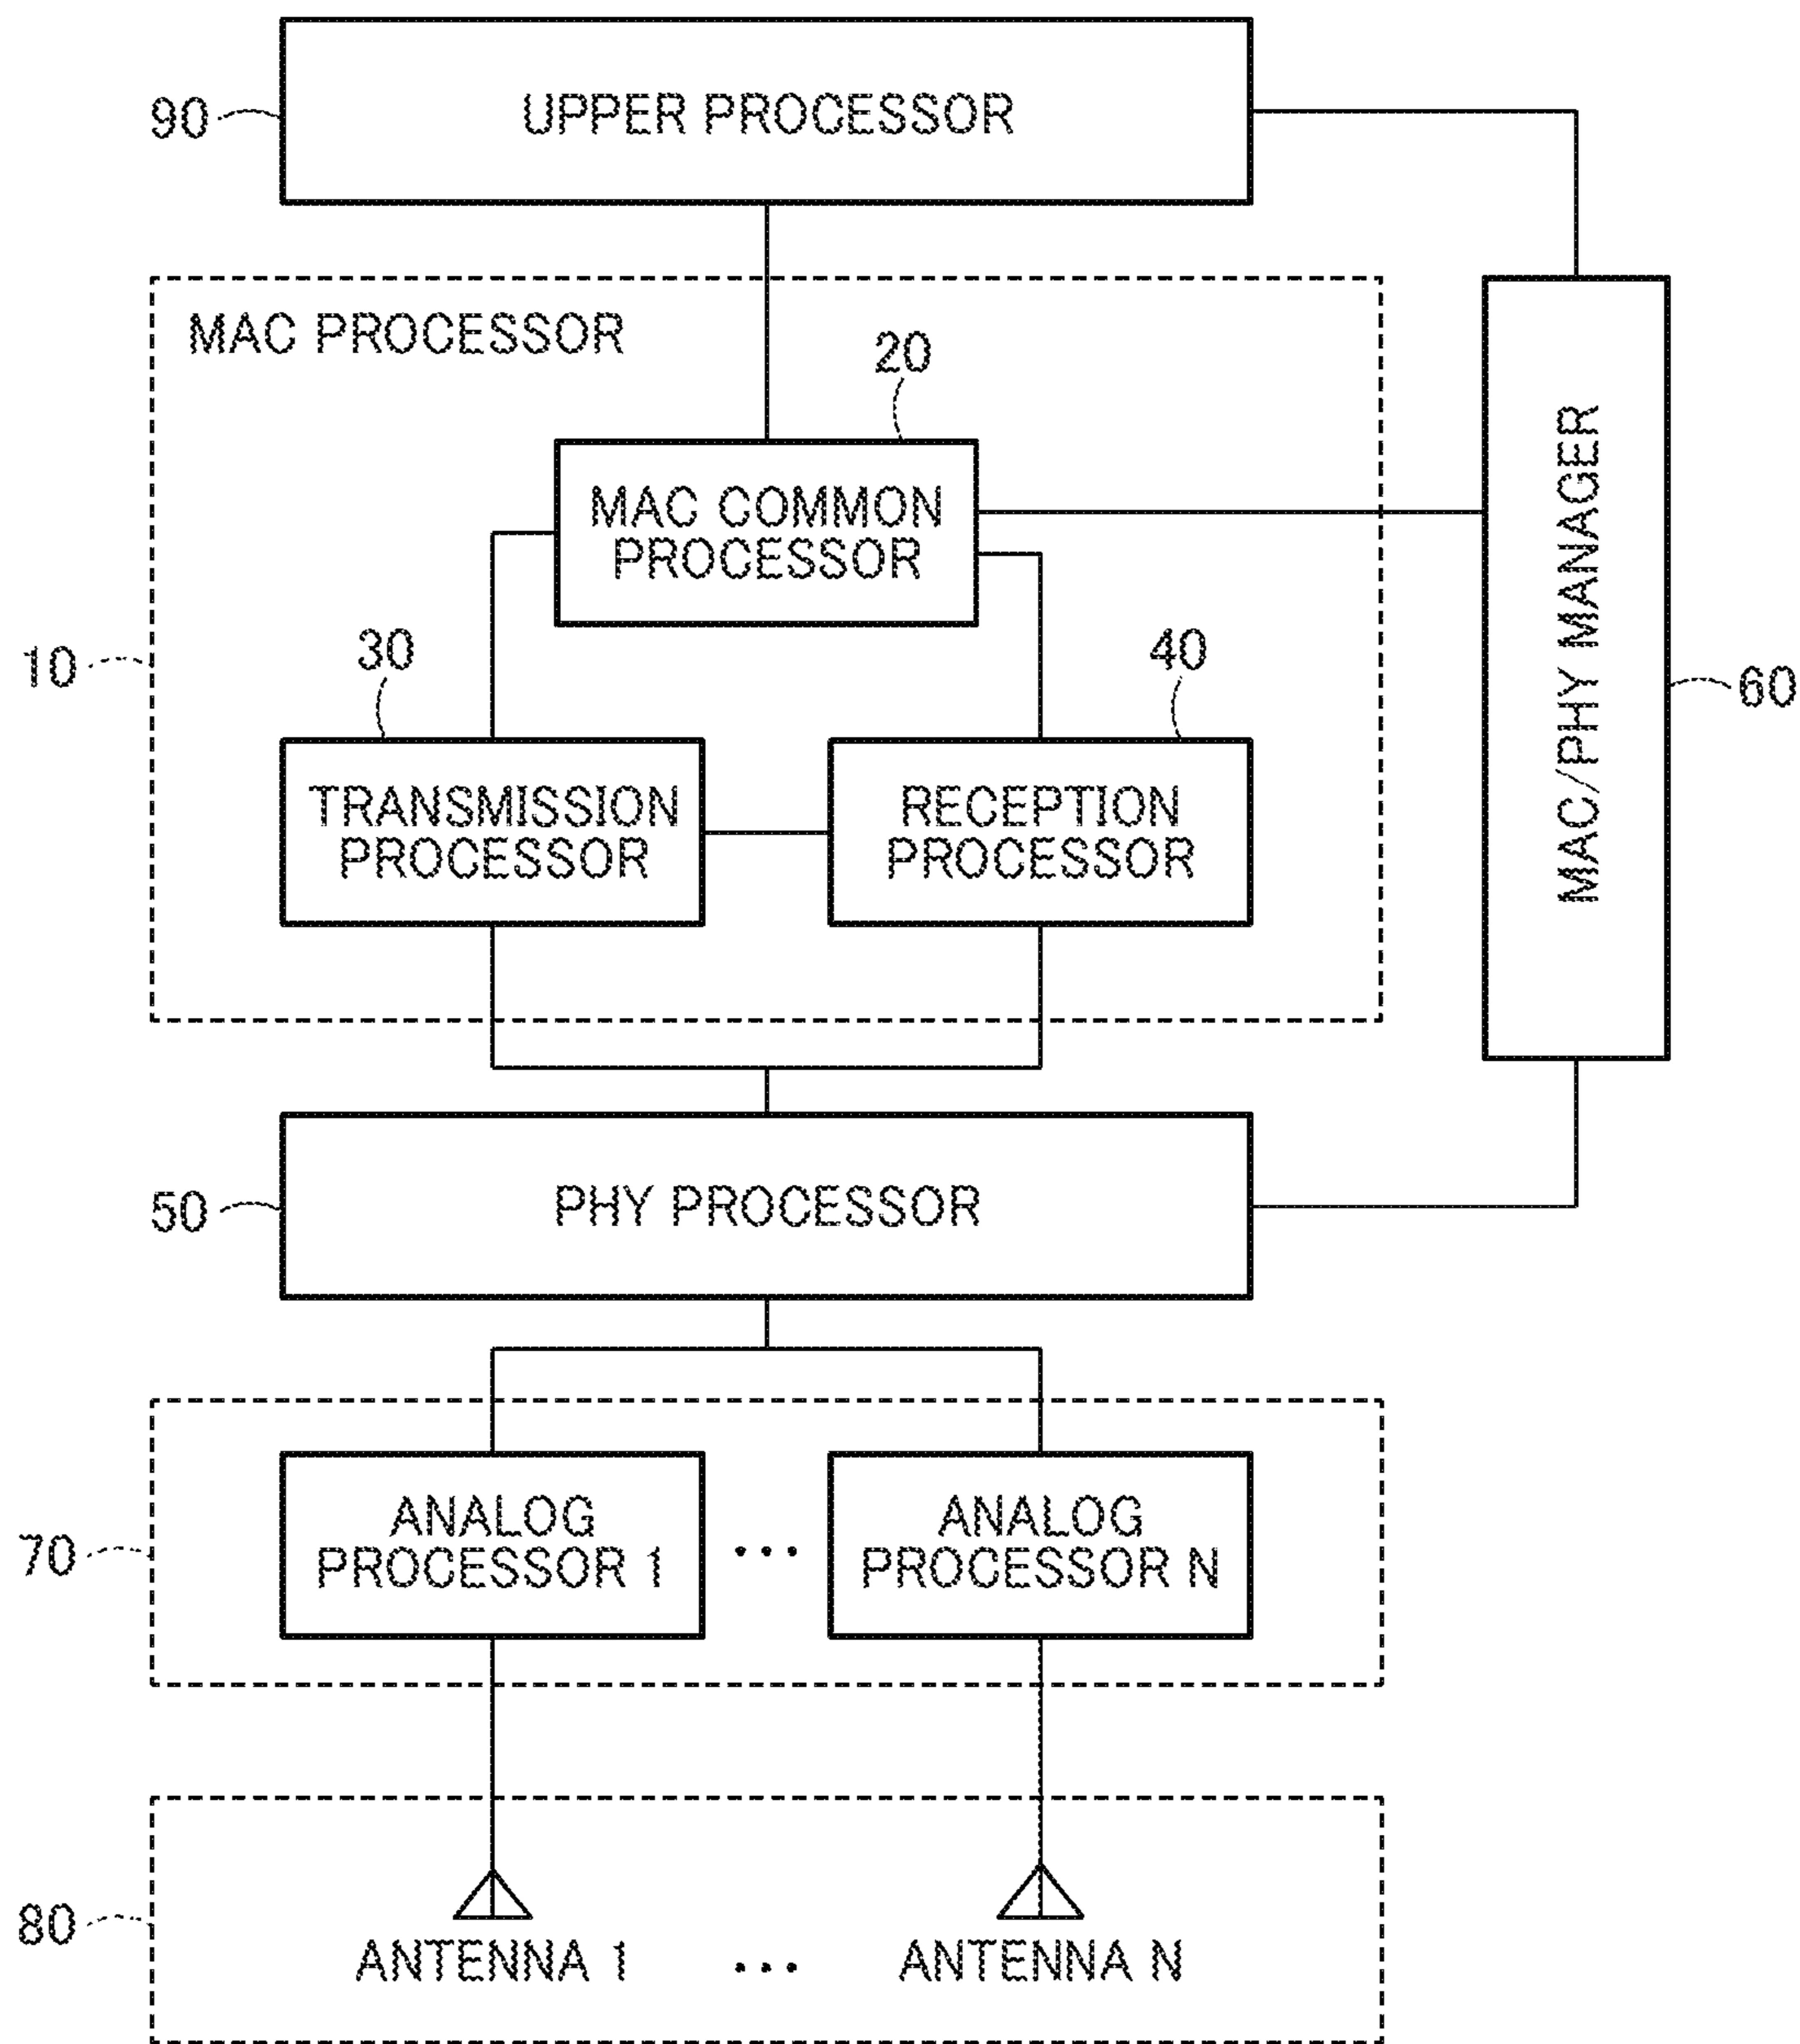 90
UPPER PROCESSOR
MAC PROCESSOR
20
MAC COMMON
PROCESSOR
10
30
40
TRANSMISSION
PROCESSOR
RECEPTION
PROCESSOR
MAC/PHY MANAGER
60
50
PHY PROCESSOR
70
ANALOG
PROCESSOR 1
...
ANALOG
PROCESSOR N
80
ANTENNA 1
...
ANTENNA N